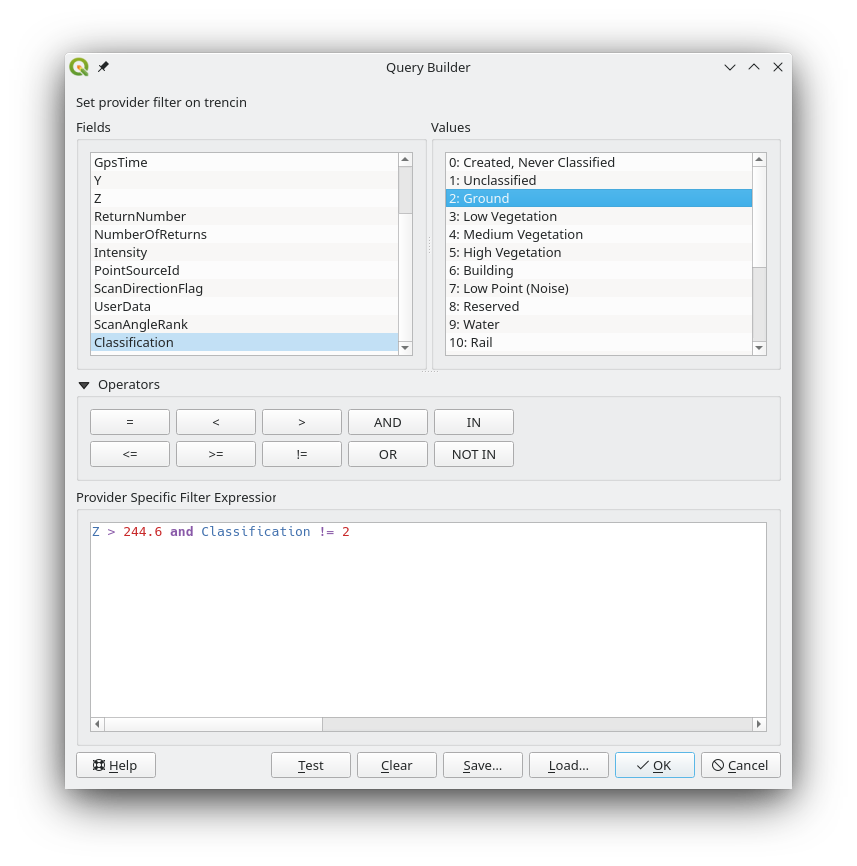 Query Builder
Set provider filter on trencin
Fields
Values
GpsTime
Y
Z
ReturnNumber
NumberOfReturns
Intensity
PointSourceId
ScanDirectionFlag
UserData
ScanAngleRank
Classification
0: Created, Never Classified
1: Unclassified
2: Ground
3: Low Vegetation
4: Medium Vegetation
5: High Vegetation
6: Building
7: Low Point (Noise)
8: Reserved
9: Water
10: Rail
Operators
= < > AND IN
<= >= != OR NOT IN
Provider Specific Filter Expression
Z > 244.6 and Classification != 2
Help Test Clear Save... Load... OK Cancel